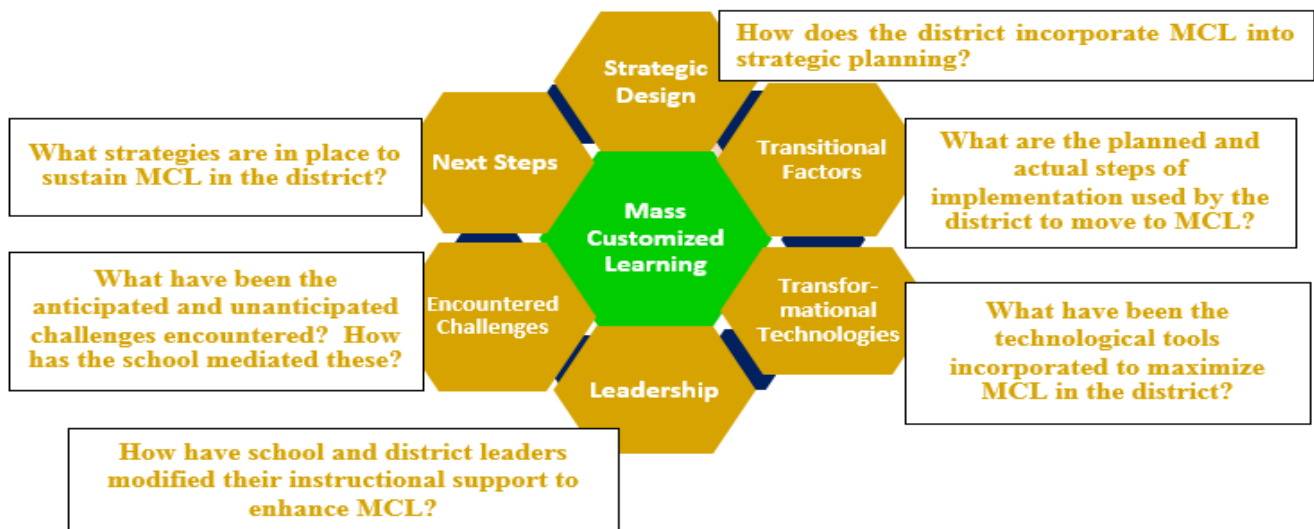 Strategic
Design
How does the district incorporate MCL into
strategic planning?
Transitional
Factors
What are the planned and
actual steps of
implementation used by the
district to move to MCL?
Transfor-
mational
Technologies
What have been the
technological tools
incorporated to maximize
MCL in the district?
Leadership
How have school and district leaders
modified their instructional support to
enhance MCL?
Encountered
Challenges
What have been the
anticipated and unanticipated
challenges encountered?  How
has the school mediated these?
Next Steps
What strategies are in place to
sustain MCL in the district?
Mass
Customized
Learning